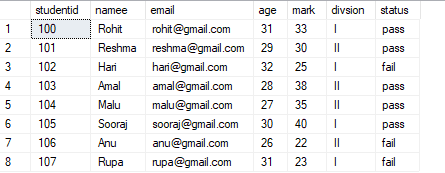 studentid namee email age mark divsion status
1 100 Rohit rohit@gmail.com 31 33 I pass
2 101 Reshma reshma@gmail.com 29 30 II pass
3 102 Hari hari@gmail.com 32 25 I fail
4 103 Amal amal@gmail.com 28 38 II pass
5 104 Malu malu@gmail.com 27 35 II pass
6 105 Sooraj sooraj@gmail.com 30 40 I pass
7 106 Anu anu@gmail.com 26 22 II fail
8 107 Rupa rupa@gmail.com 31 23 I fail